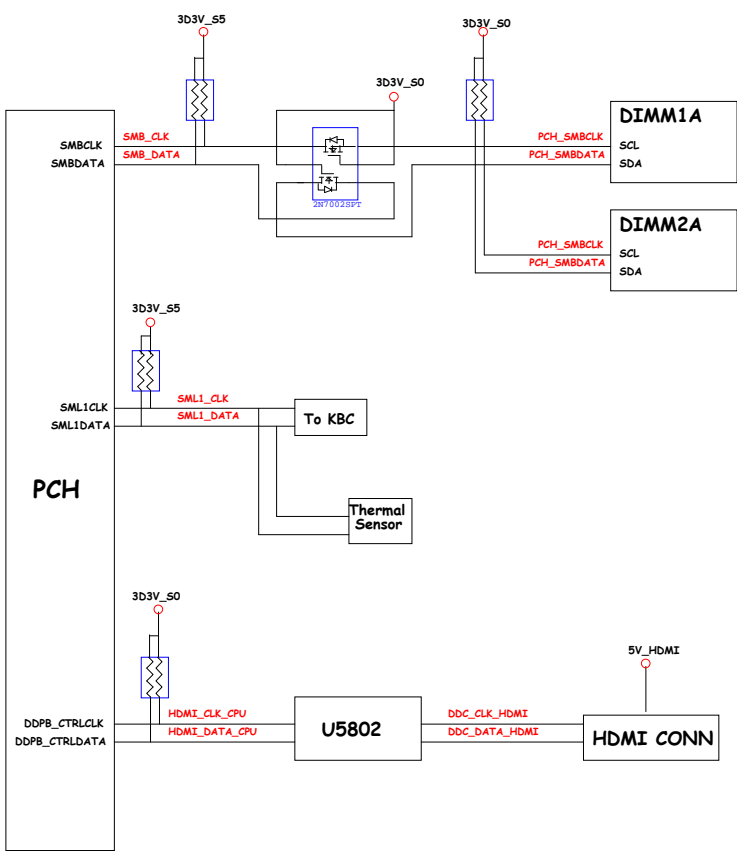 3D3V_S5
3D3V_S0
3D3V_S0
DIMM1A
SMBCLK
SMB_CLK
PCH_SMBCLK
SCL
SMBDATA
SMB_DATA
PCH_SMBDATA
SDA
2N7002SPT
DIMM2A
PCH_SMBCLK
SCL
PCH_SMBDATA
SDA
3D3V_S5
SML1CLK
SML1_CLK
SML1DATA
SML1_DATA
To KBC
PCH
Thermal
Sensor
3D3V_S0
5V_HDMI
DDPB_CTRLCLK
HDMI_CLK_CPU
DDC_CLK_HDMI
DDPB_CTRLDATA
HDMI_DATA_CPU
DDC_DATA_HDMI
U5802
HDMI CONN